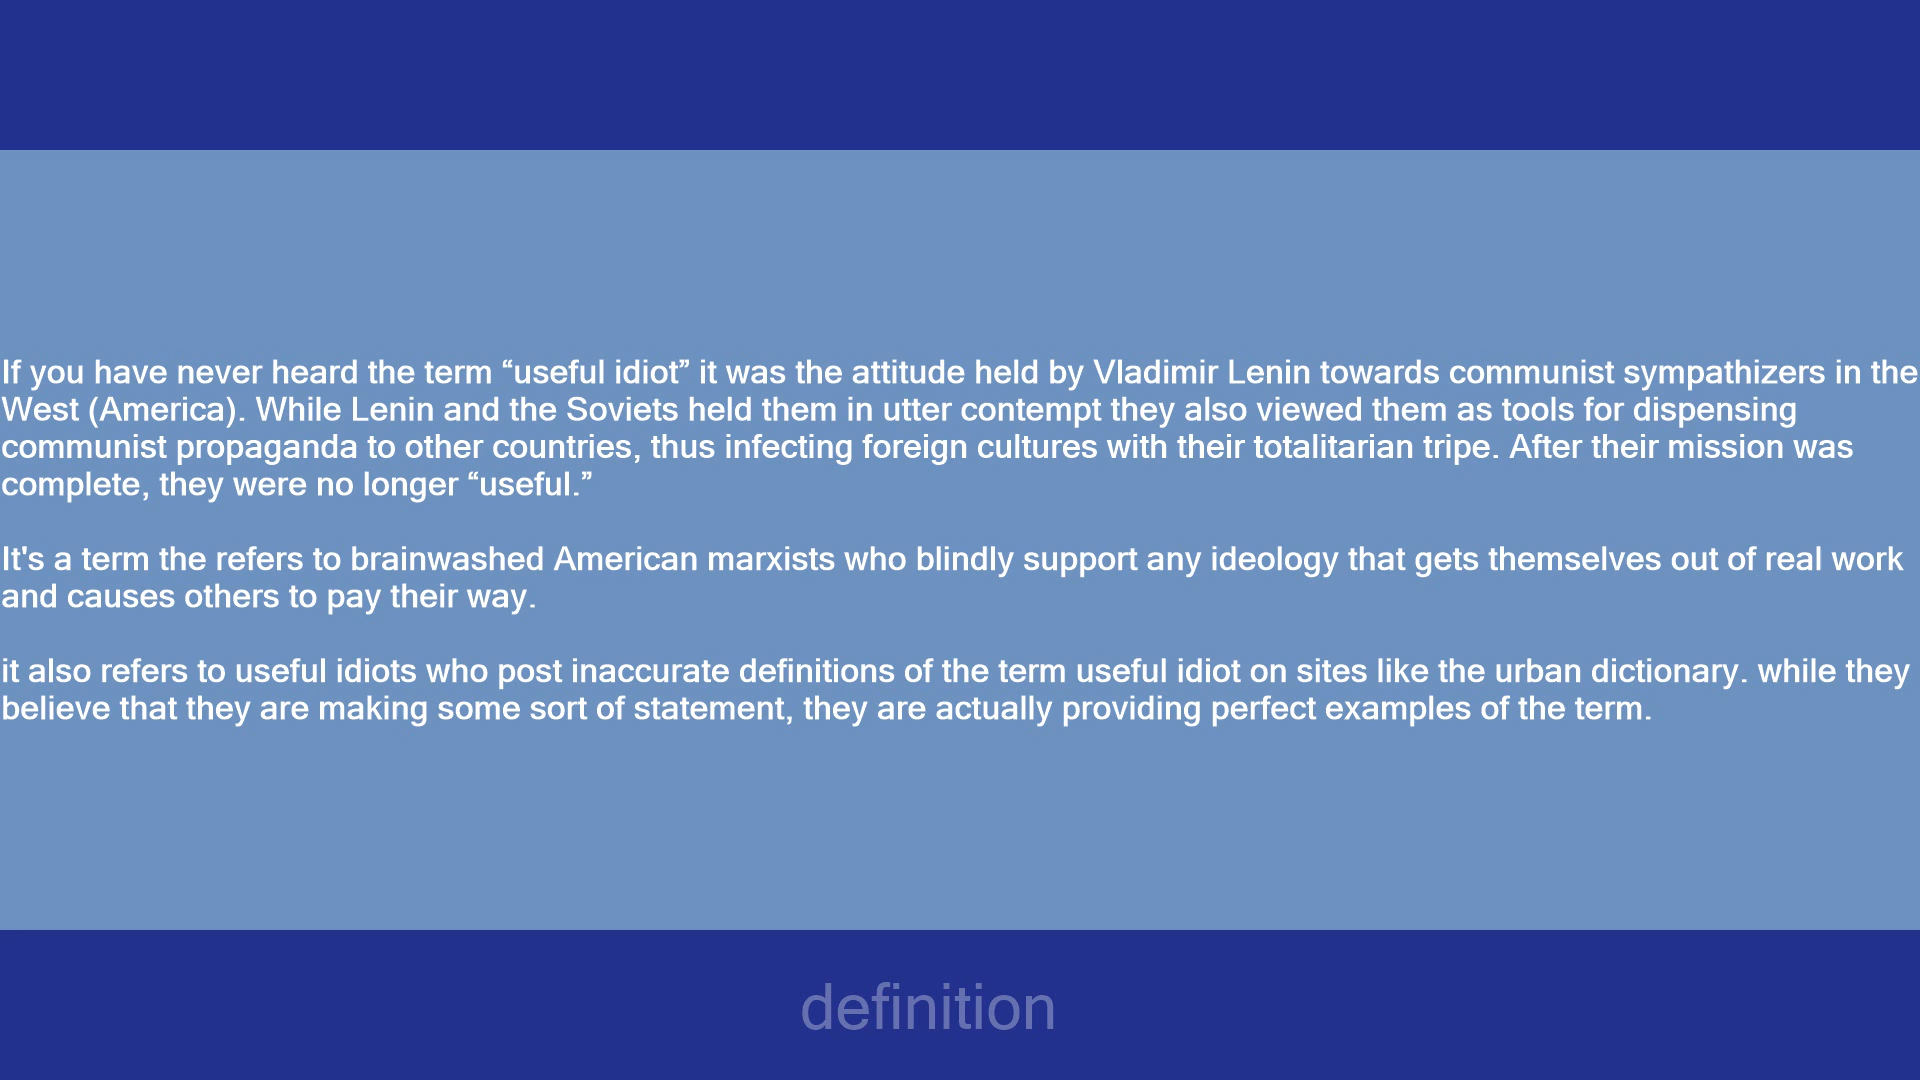 If you have never heard the term “useful idiot” it was the attitude held by Vladimir Lenin towards communist sympathizers in the
West (America). While Lenin and the Soviets held them in utter contempt they also viewed them as tools for dispensing
communist propaganda to other countries, thus infecting foreign cultures with their totalitarian tripe. After their mission was
complete, they were no longer “useful.”
It's a term the refers to brainwashed American marxists who blindly support any ideology that gets themselves out of real work
and causes others to pay their way.
it also refers to useful idiots who post inaccurate definitions of the term useful idiot on sites like the urban dictionary. while they
believe that they are making some sort of statement, they are actually providing perfect examples of the term.
definition